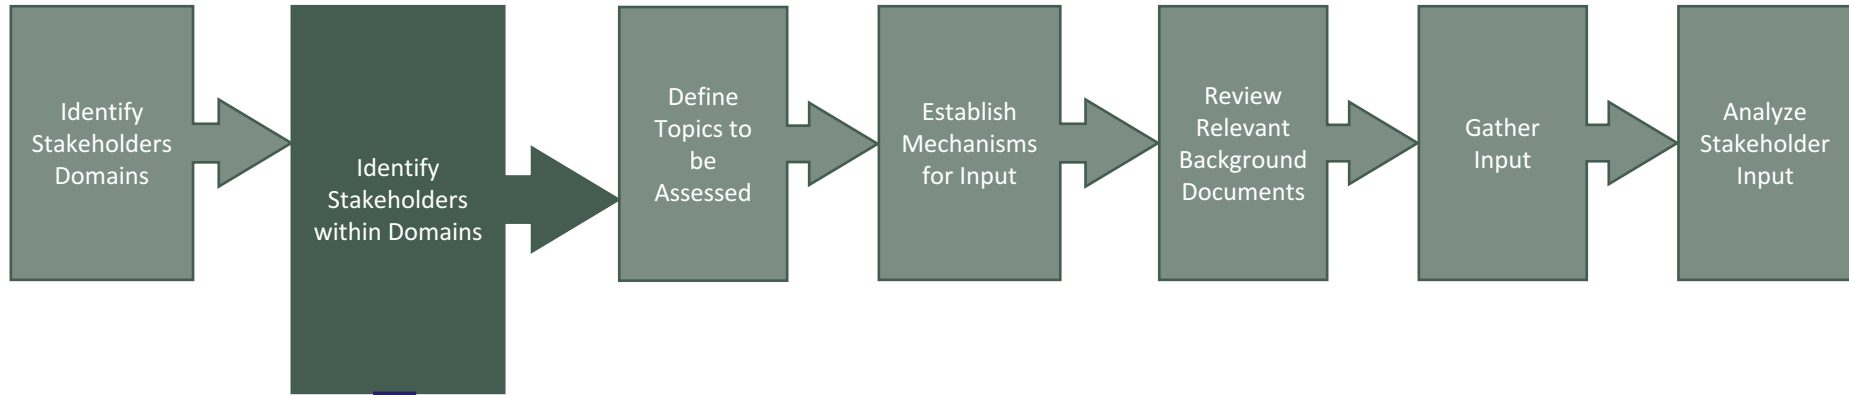 Identify
Stakeholders
Domains
Identify
Stakeholders
within Domains
Define
Topics to
be
Assessed
Establish
Mechanisms
for Input
Review
Relevant
Background
Documents
Gather
Input
Analyze
Stakeholder
Input